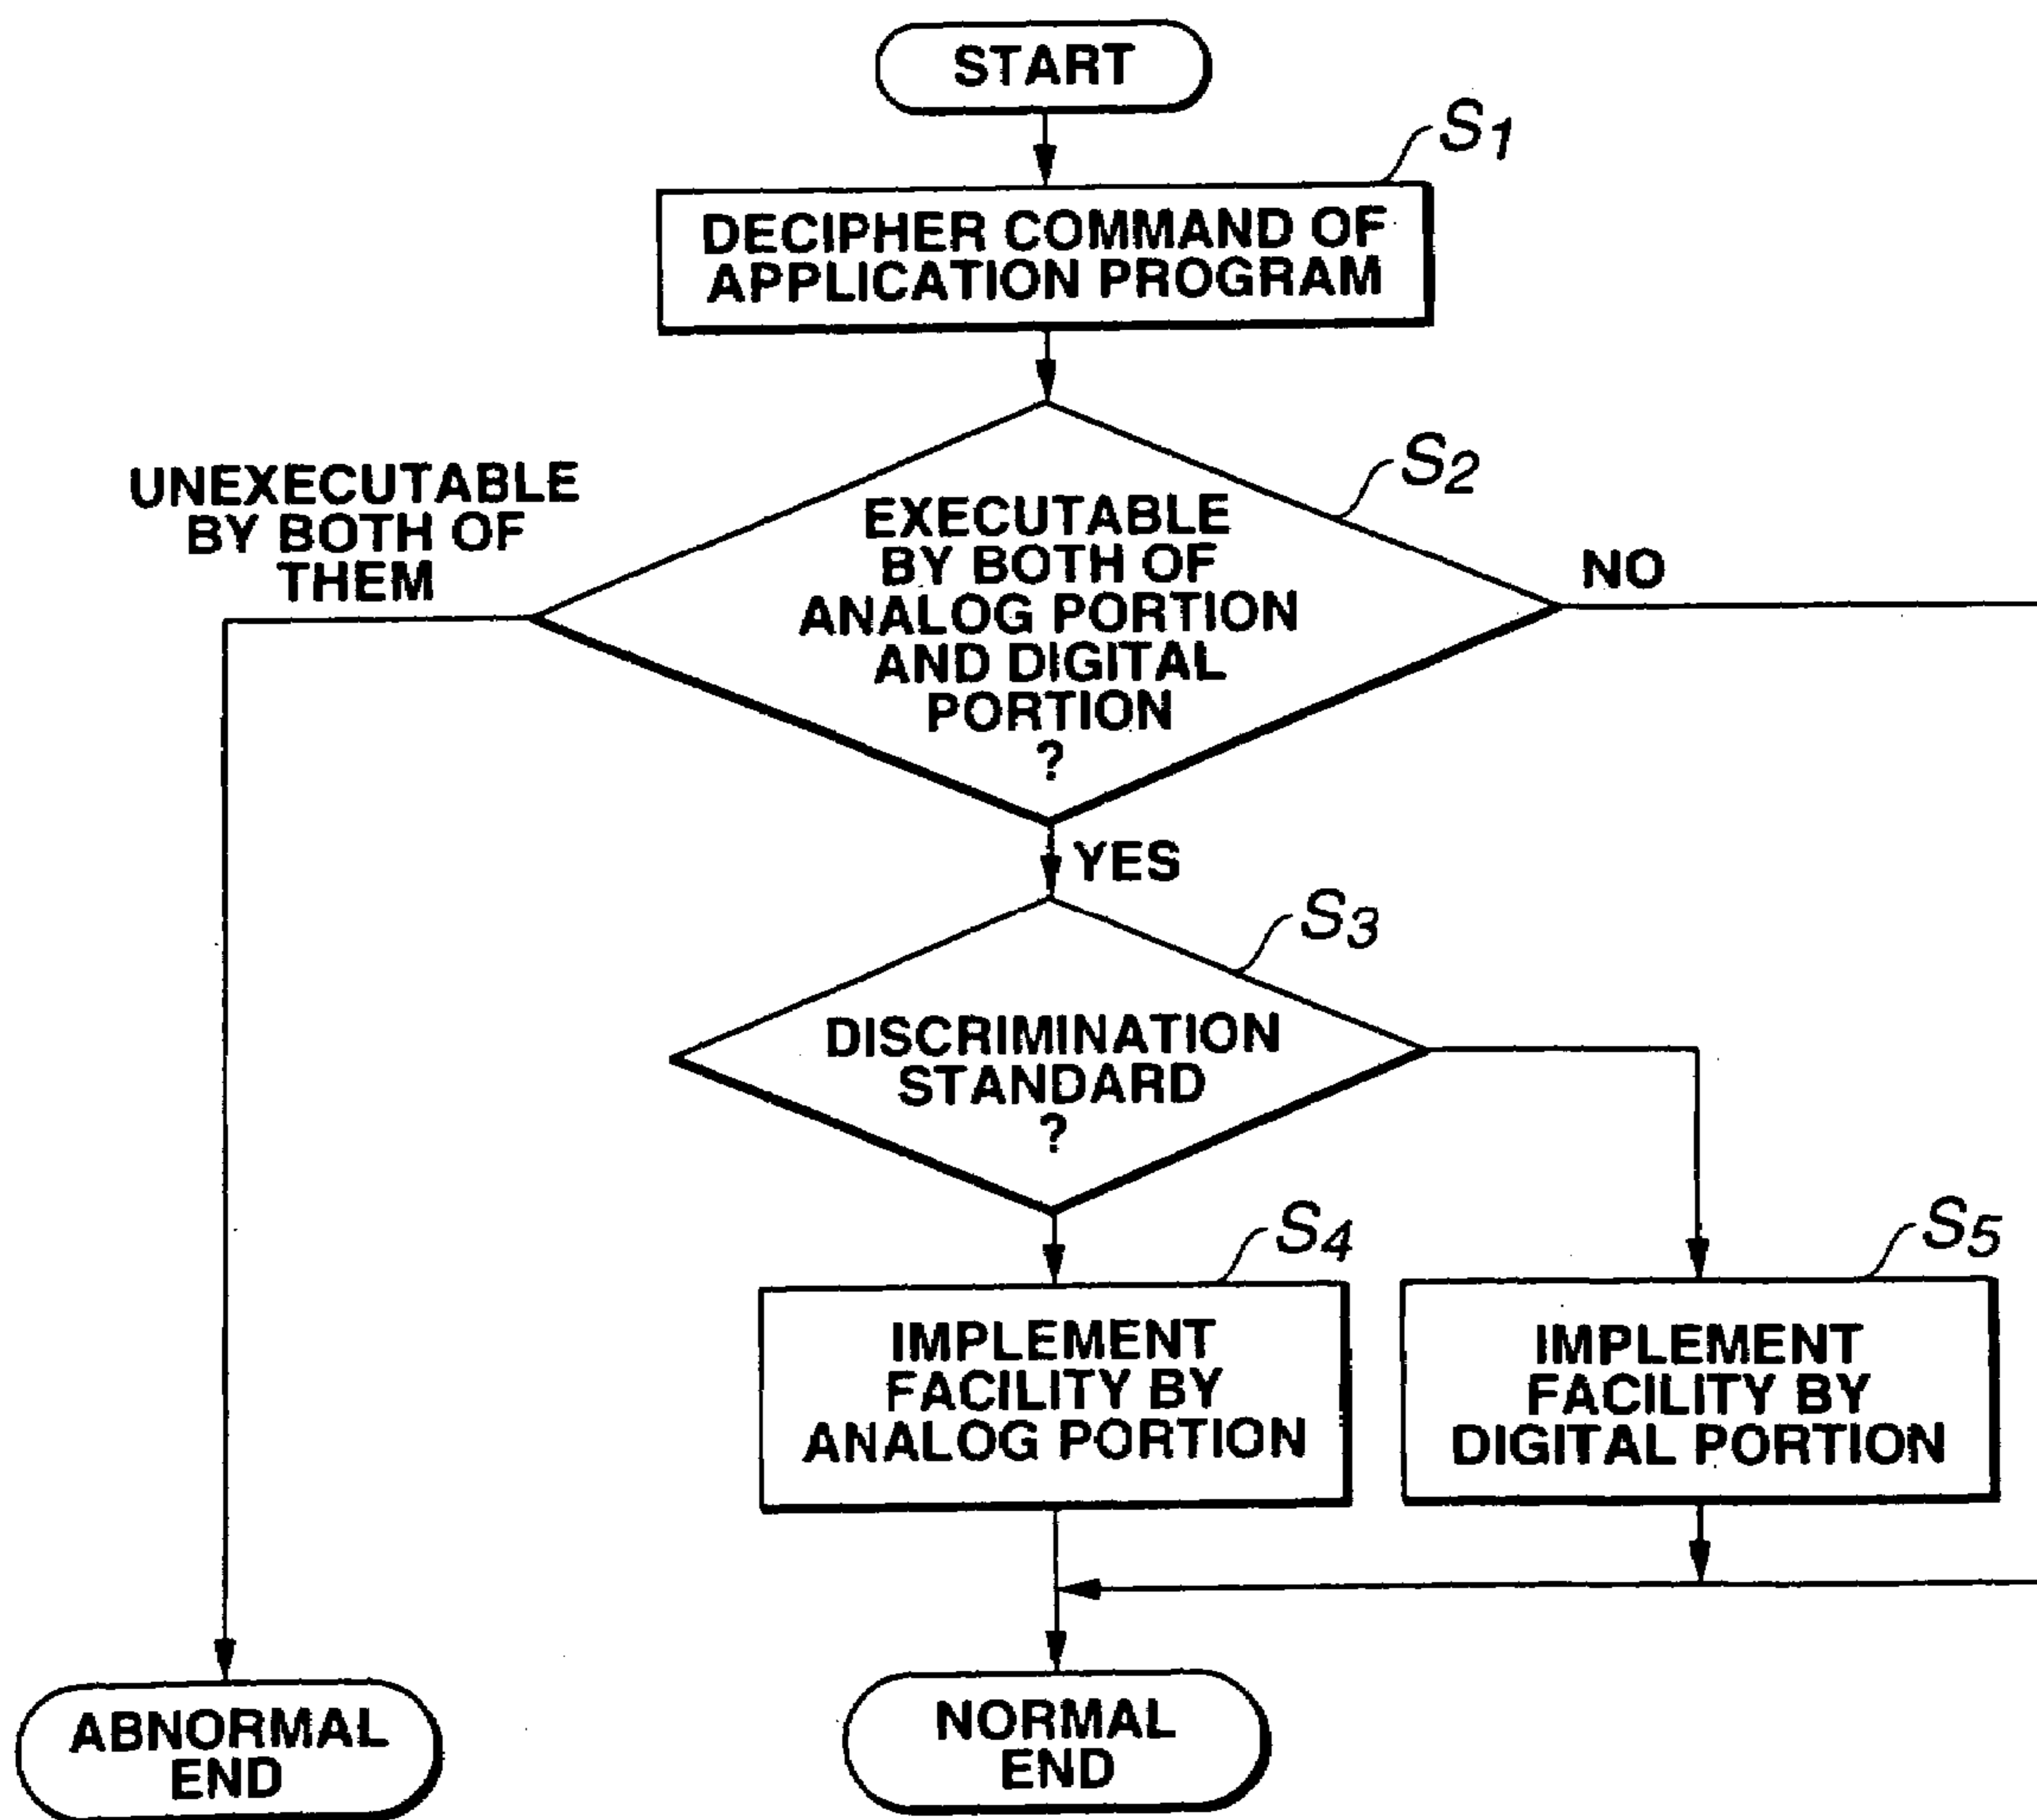 START
S1
DECIPHER COMMAND OF
APPLICATION PROGRAM
S2
UNEXECUTABLE
BY BOTH OF
THEM
EXECUTABLE
BY BOTH OF
ANALOG PORTION
AND DIGITAL
PORTION
?
NO
YES
S3
DISCRIMINATION
STANDARD
?
S4
IMPLEMENT
FACILITY BY
ANALOG PORTION
S5
IMPLEMENT
FACILITY BY
DIGITAL PORTION
ABNORMAL
END
NORMAL
END